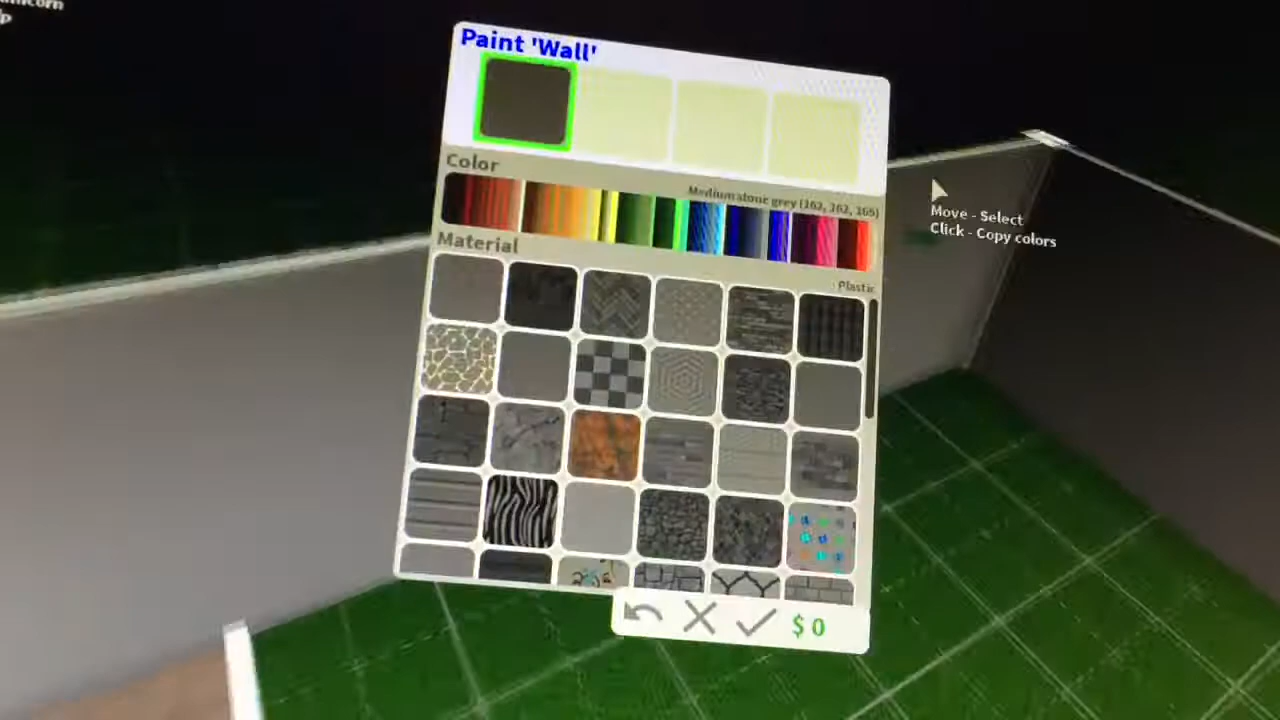 Paint 'Wall'
Color
Medium stone grey (162, 162, 165)
Material
Plastic
Move - Select
Click - Copy colors
$ 0